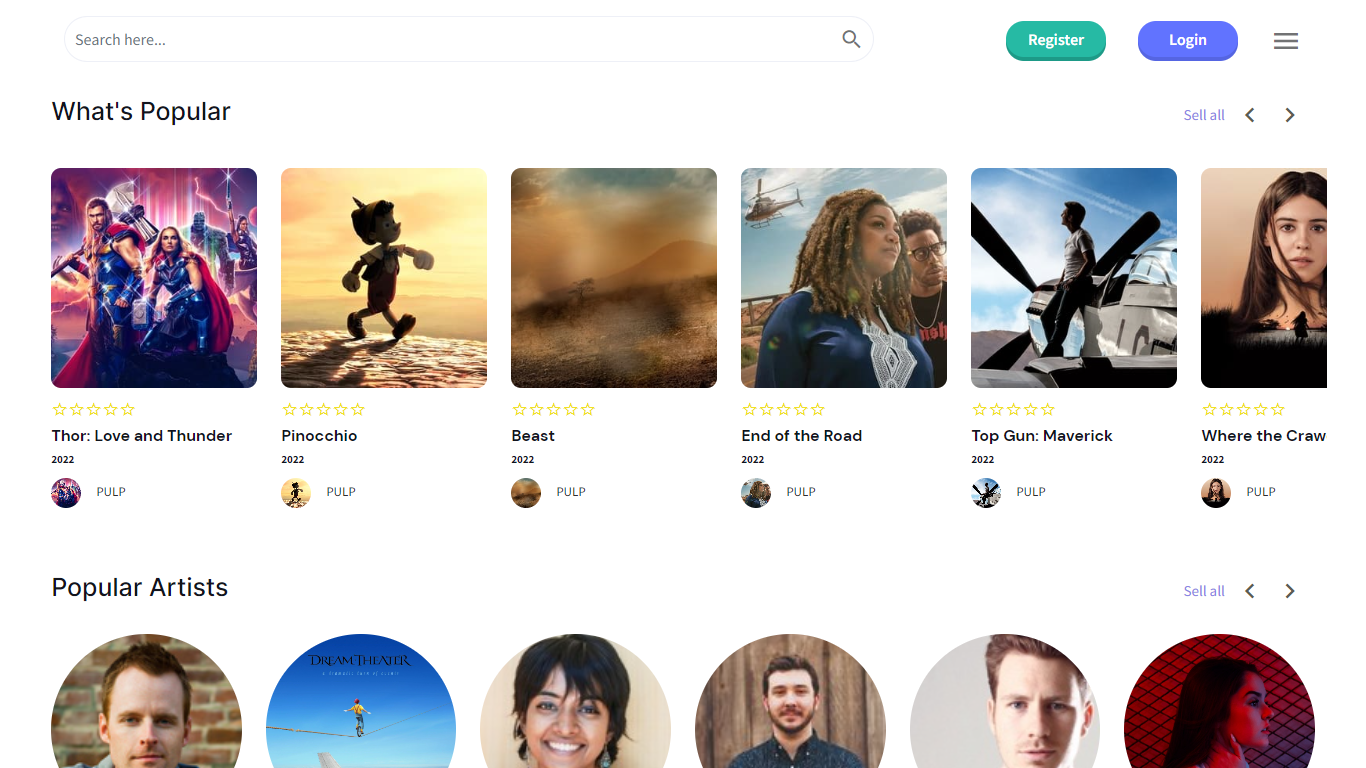 Search here...
Register
Login
What's Popular
Sell all
Thor: Love and Thunder
2022
PULP
Pinocchio
2022
PULP
Beast
2022
PULP
End of the Road
2022
PULP
Top Gun: Maverick
2022
PULP
Where the Craw
2022
PULP
Popular Artists
Sell all
DREAM THEATER